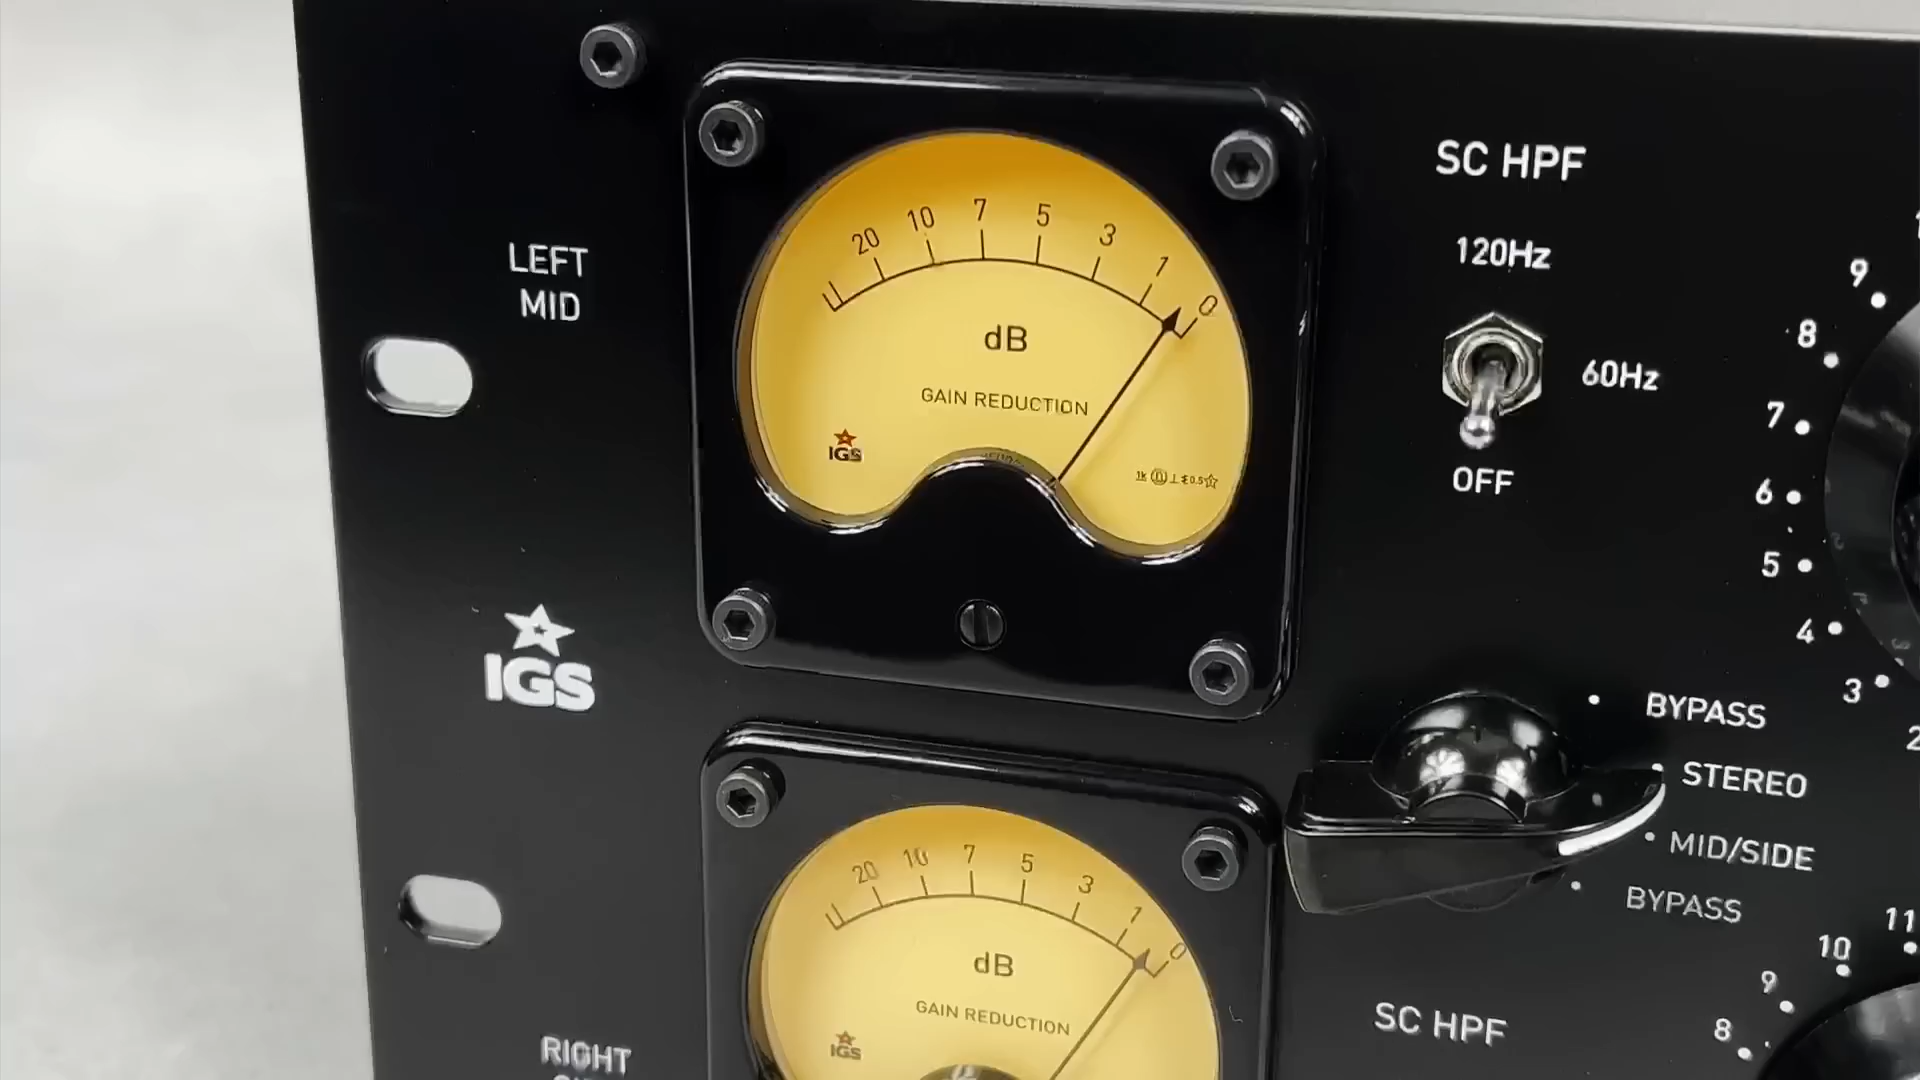 LEFT
MID
20 10 7 5 3 1 0
dB
GAIN REDUCTION
IGS
SC HPF
120Hz
60Hz
OFF
9
8
7
6
5
4
3
2
IGS
BYPASS
STEREO
MID/SIDE
BYPASS
20 10 7 5 3 1 0
dB
GAIN REDUCTION
IGS
RIGHT
SC HPF
11
10
9
8